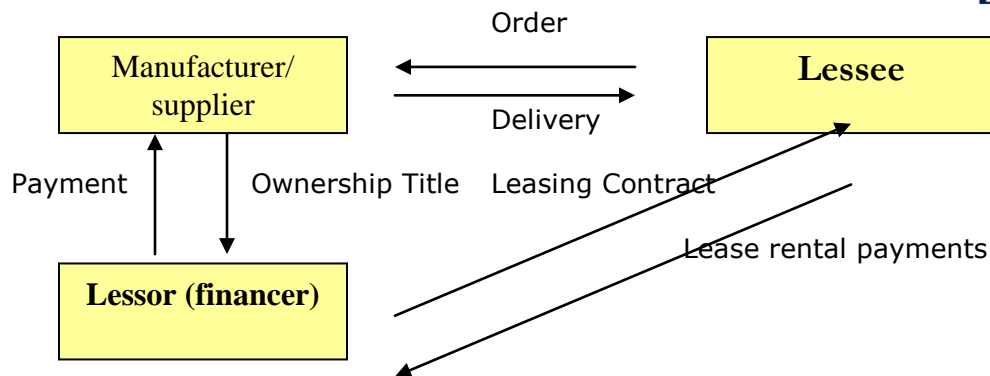 Order
Manufacturer/
supplier
Lessee
Delivery
Payment
Ownership Title
Leasing Contract
Lease rental payments
Lessor (financer)